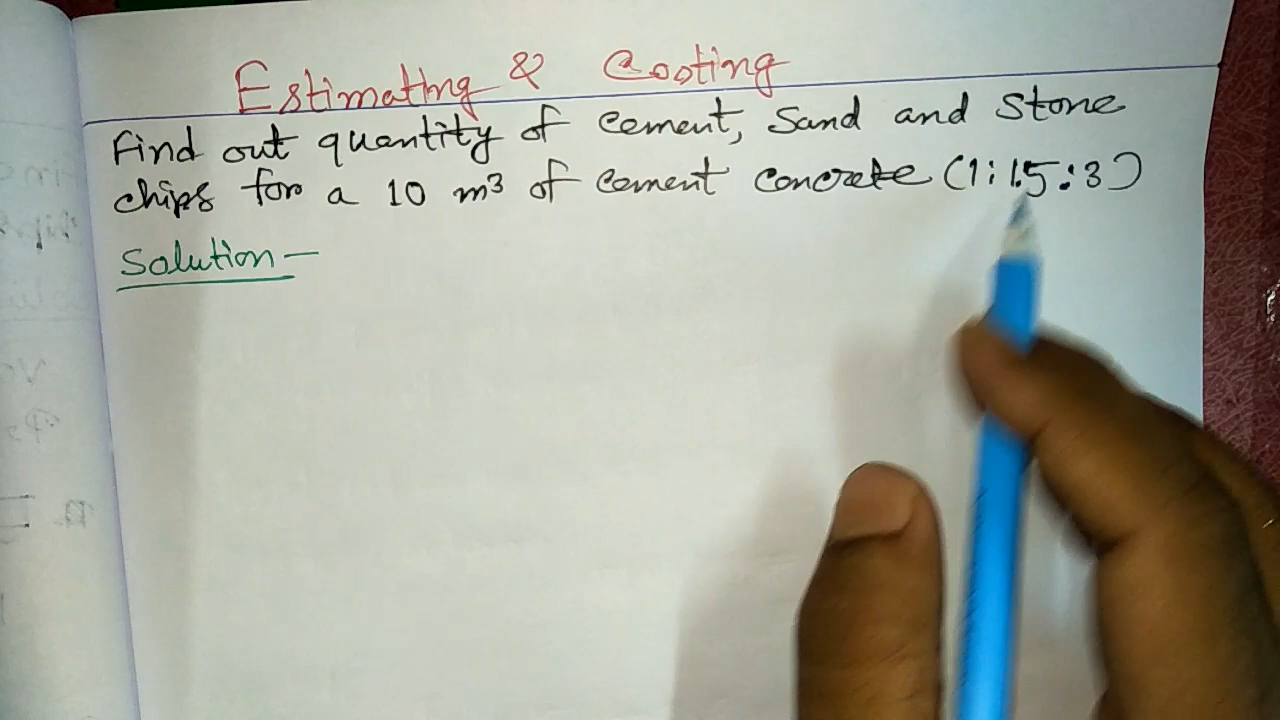 Estimating & Costing
Find out quantity of cement, Sand and Stone
chips for a 10 m³ of cement concrete (1:1.5:3)
Solution —